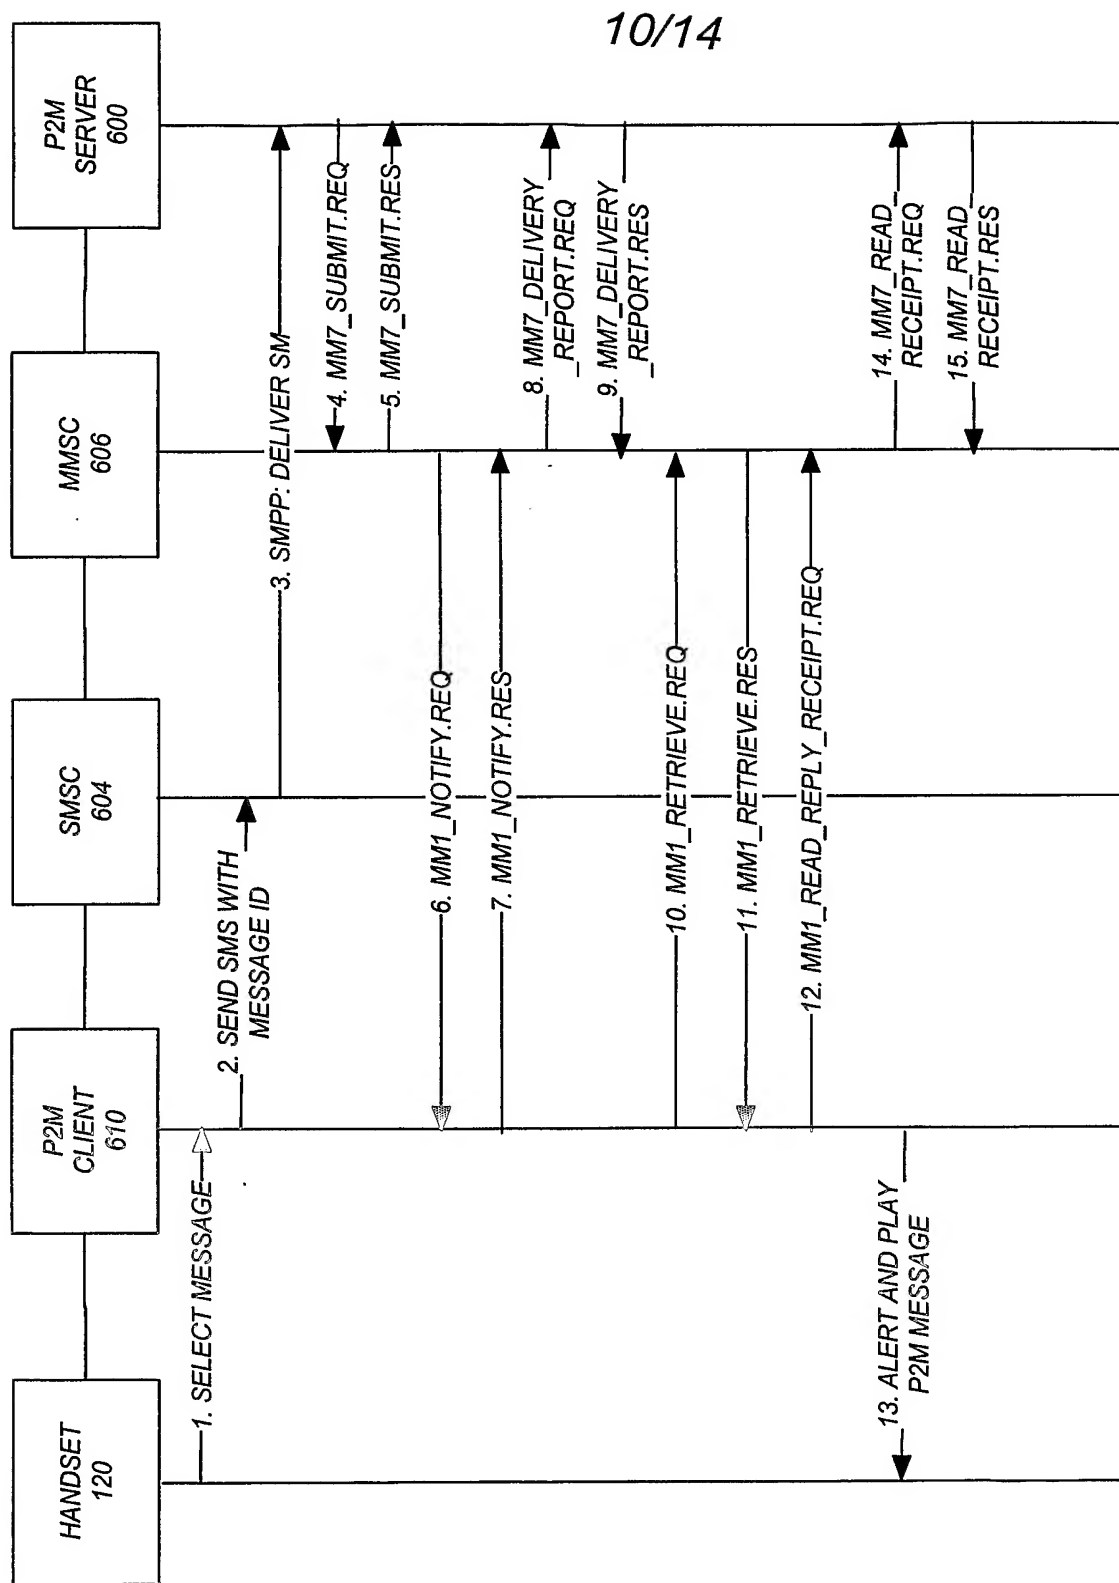 10/14
HANDSET
120
P2M
CLIENT
610
SMSC
604
MMSC
606
P2M
SERVER
600
1. SELECT MESSAGE
2. SEND SMS WITH
MESSAGE ID
3. SMPP: DELIVER SM
4. MM7_SUBMIT.REQ
5. MM7_SUBMIT.RES
6. MM1_NOTIFY.REQ
7. MM1_NOTIFY.RES
8. MM7_DELIVERY
_REPORT.REQ
9. MM7_DELIVERY
_REPORT.RES
10. MM1_RETRIEVE.REQ
11. MM1_RETRIEVE.RES
12. MM1_READ_REPLY_RECEIPT.REQ
13. ALERT AND PLAY
P2M MESSAGE
14. MM7_READ_
RECEIPT.REQ
15. MM7_READ_
RECEIPT.RES